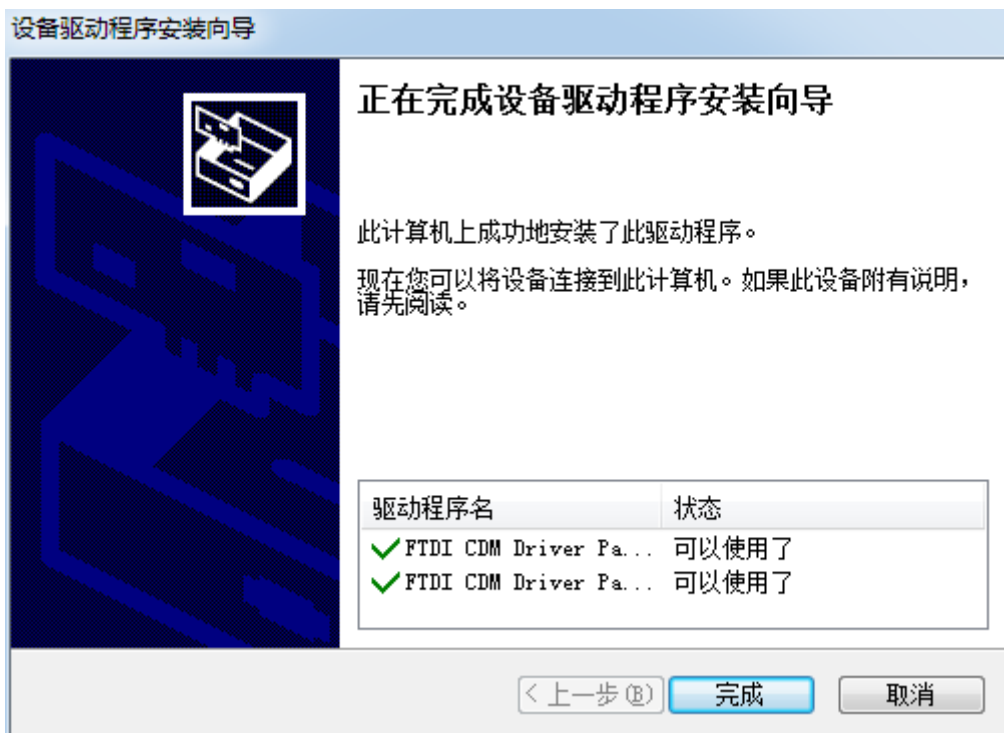 设备驱动程序安装向导
正在完成设备驱动程序安装向导
此计算机上成功地安装了此驱动程序。
现在您可以将设备连接到此计算机。如果此设备附有说明，
请先阅读。
驱动程序名 状态
FTDI CDM Driver Pa... 可以使用了
FTDI CDM Driver Pa... 可以使用了
< 上一步(B) 完成 取消